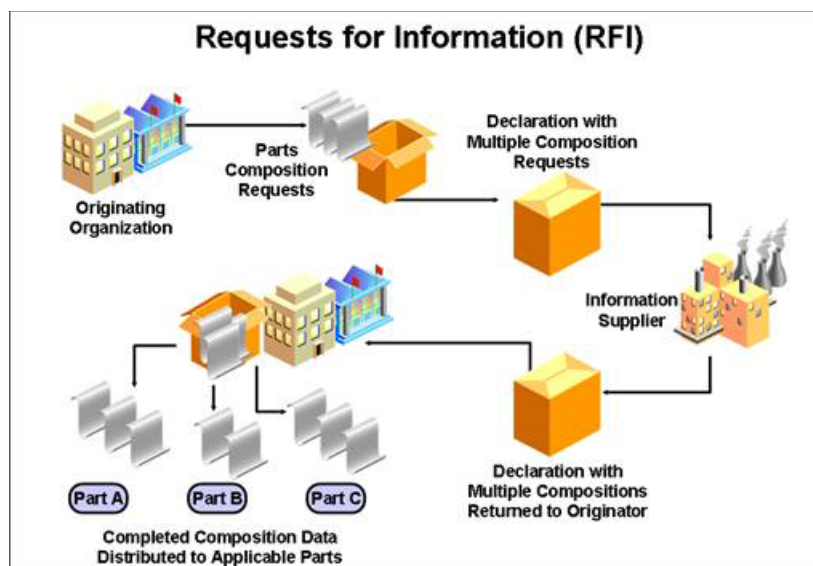 Requests for Information (RFI)
Originating
Organization
Parts
Composition
Requests
Declaration with
Multiple Composition
Requests
Information
Supplier
Declaration with
Multiple Compositions
Returned to Originator
Part A
Part B
Part C
Completed Composition Data
Distributed to Applicable Parts